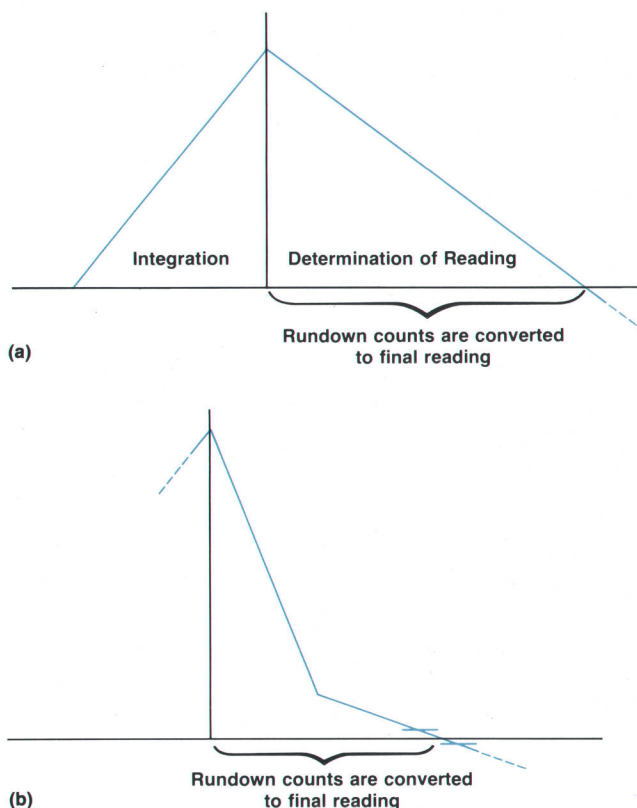 Integration
Determination of Reading
Rundown counts are converted
to final reading
(a)
Rundown counts are converted
to final reading
(b)